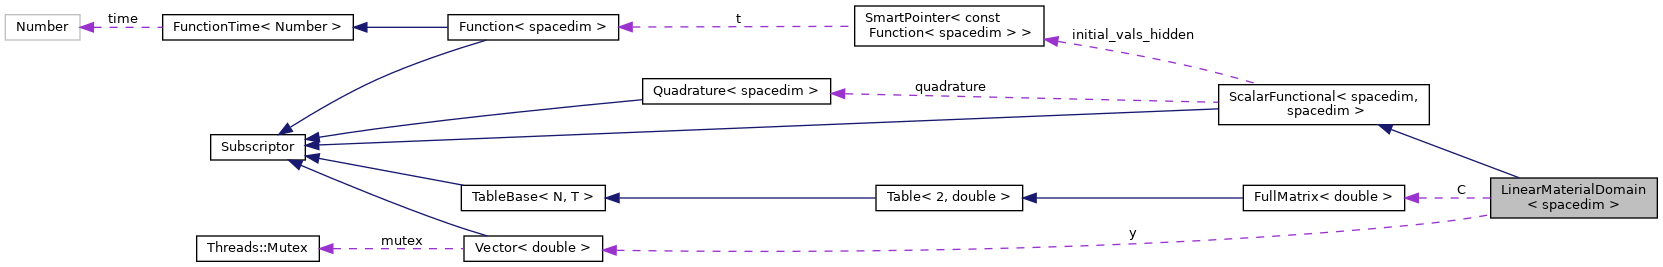 Number
time
FunctionTime< Number >
Function< spacedim >
t
SmartPointer< const
Function< spacedim > >
initial_vals_hidden
Quadrature< spacedim >
quadrature
ScalarFunctional< spacedim,
spacedim >
Subscriptor
TableBase< N, T >
Table< 2, double >
FullMatrix< double >
C
LinearMaterialDomain
< spacedim >
Threads::Mutex
mutex
Vector< double >
y